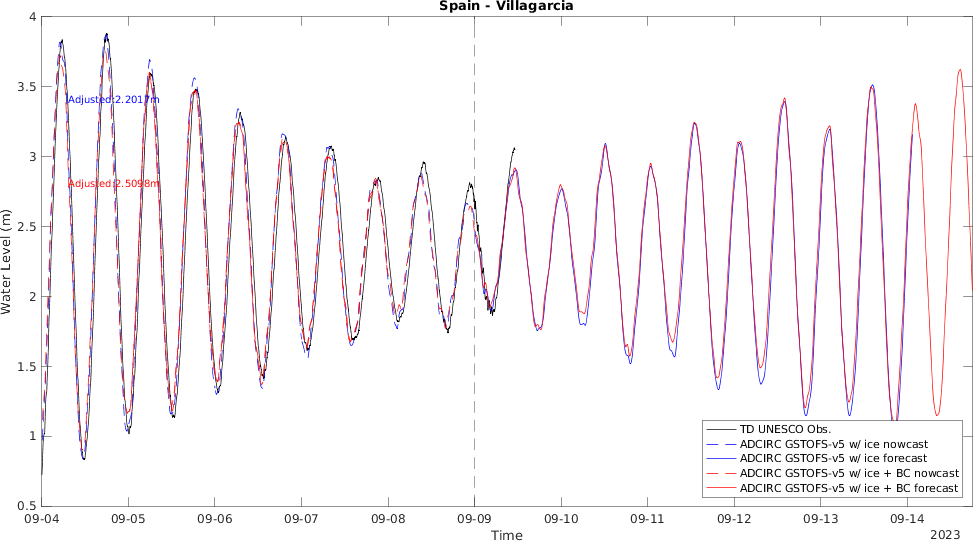 Spain - Villagarcia
4
3.5
3
2.5
2
1.5
1
0.5
Water Level (m)
Adjusted:2.2017m
Adjusted:2.5098m
TD UNESCO Obs.
ADCIRC GSTOFS-v5 w/ ice nowcast
ADCIRC GSTOFS-v5 w/ ice forecast
ADCIRC GSTOFS-v5 w/ ice + BC nowcast
ADCIRC GSTOFS-v5 w/ ice + BC forecast
09-04 09-05 09-06 09-07 09-08 09-09 09-10 09-11 09-12 09-13 09-14
Time
2023